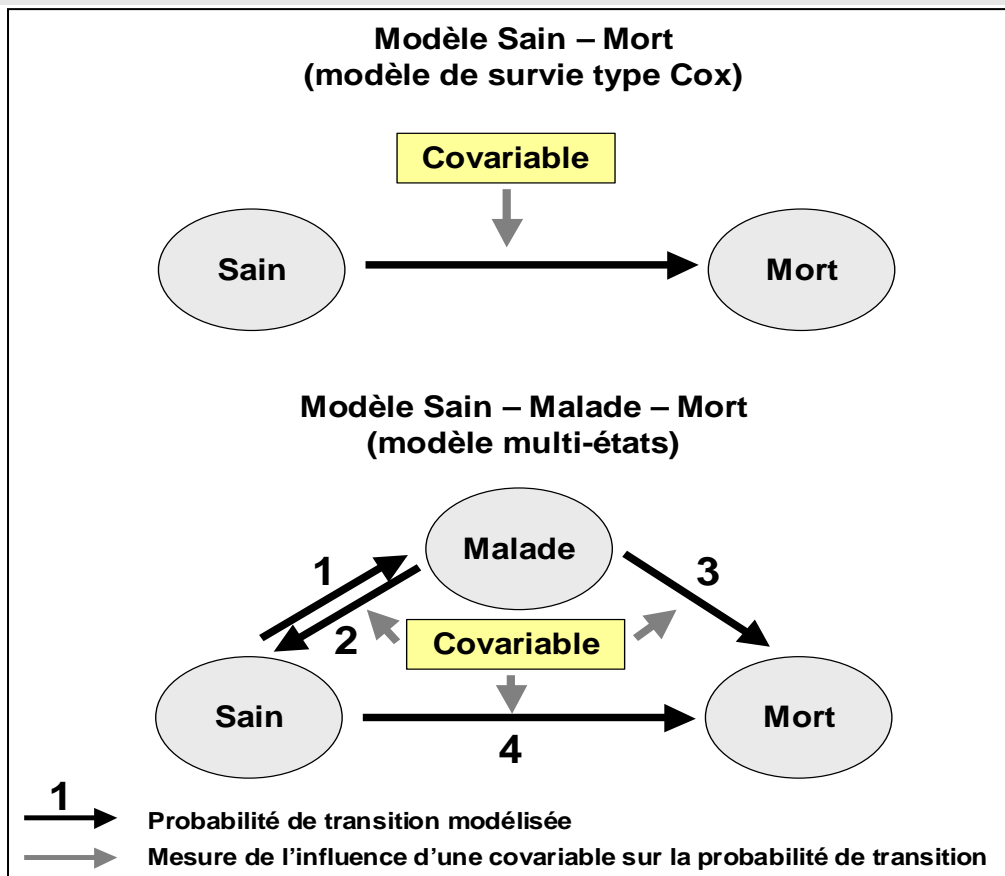 Modèle Sain – Mort
(modèle de survie type Cox)
Covariable
Sain
Mort
Modèle Sain – Malade – Mort
(modèle multi-états)
Malade
1
3
2
Covariable
Sain
Mort
4
1
Probabilité de transition modélisée
Mesure de l'influence d'une covariable sur la probabilité de transition